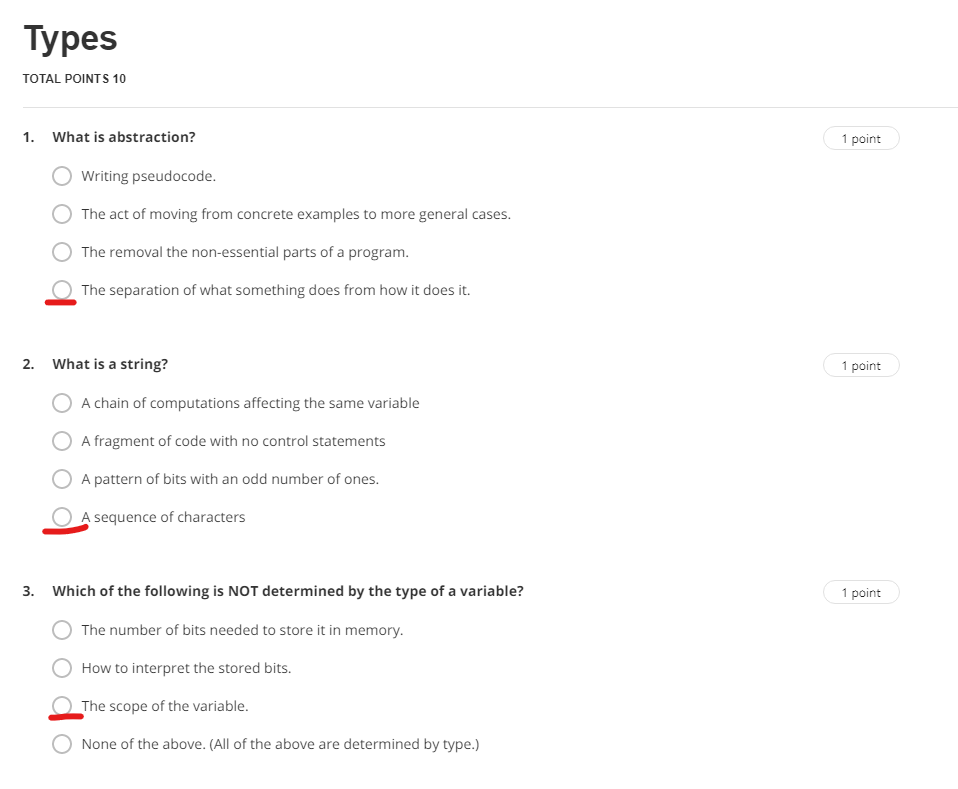 Types
TOTAL POINTS 10
1. What is abstraction? 1 point
Writing pseudocode.
The act of moving from concrete examples to more general cases.
The removal the non-essential parts of a program.
The separation of what something does from how it does it.
2. What is a string? 1 point
A chain of computations affecting the same variable
A fragment of code with no control statements
A pattern of bits with an odd number of ones.
A sequence of characters
3. Which of the following is NOT determined by the type of a variable? 1 point
The number of bits needed to store it in memory.
How to interpret the stored bits.
The scope of the variable.
None of the above. (All of the above are determined by type.)